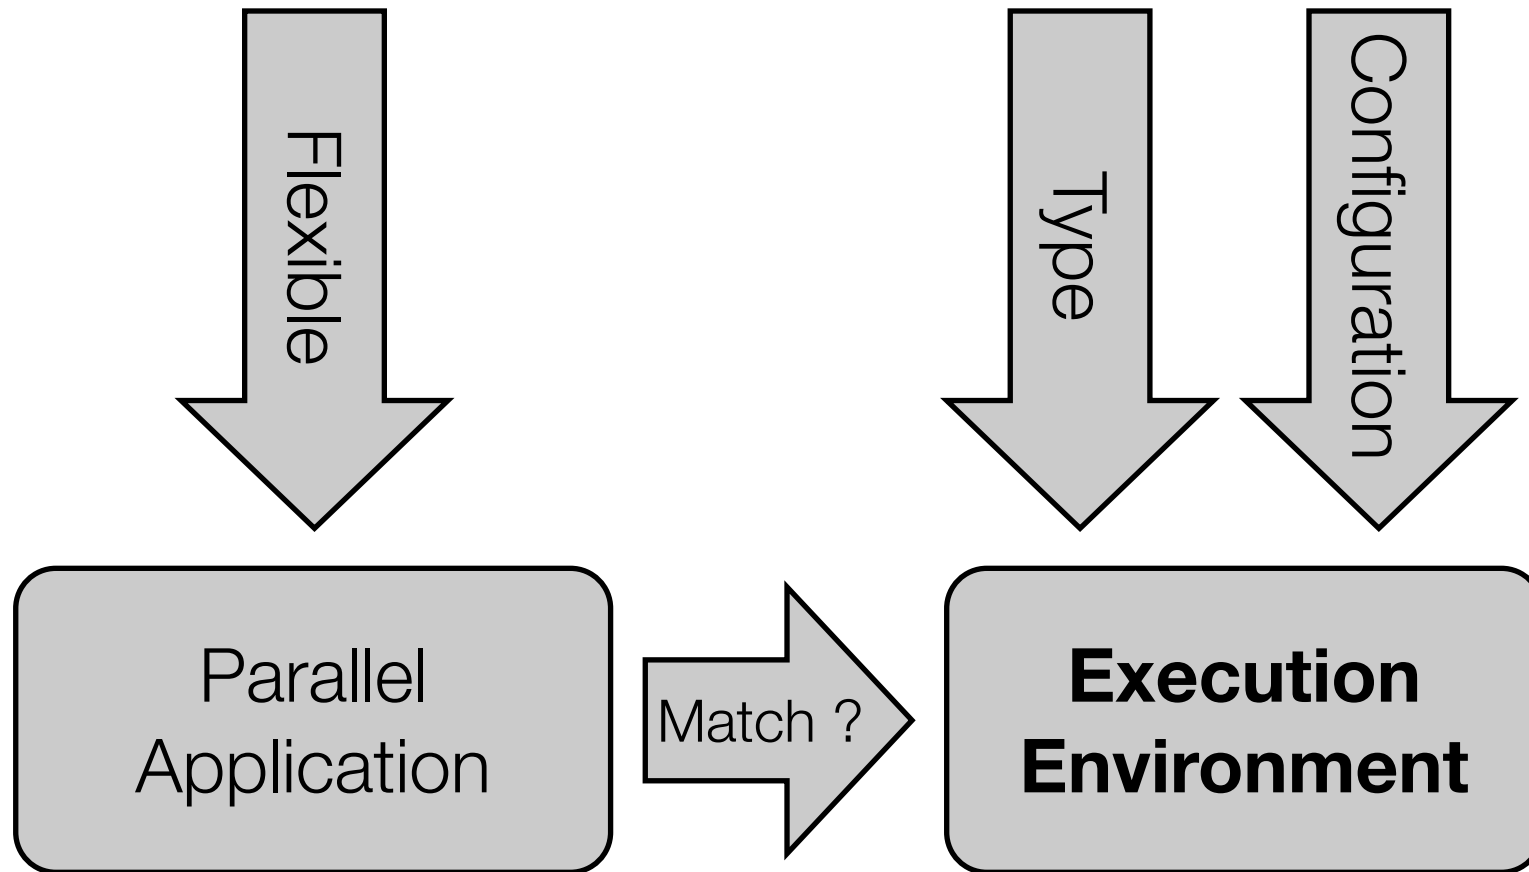 Flexible
Type
Configuration
Parallel
Application
Match ?
Execution
Environment